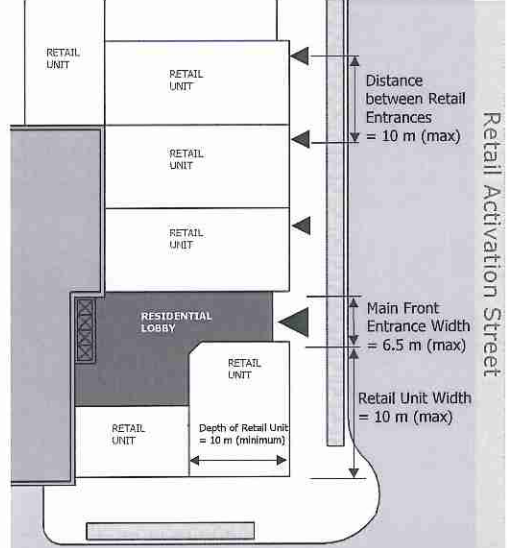 RETAIL
UNIT
RETAIL
UNIT
Distance
between Retail
Entrances
= 10 m (max)
RETAIL
UNIT
RETAIL
UNIT
RESIDENTIAL
LOBBY
Main Front
Entrance Width
= 6.5 m (max)
RETAIL
UNIT
Retail Unit Width
= 10 m (max)
RETAIL
UNIT
Depth of Retail Unit
= 10 m (minimum)
Retail Activation Street